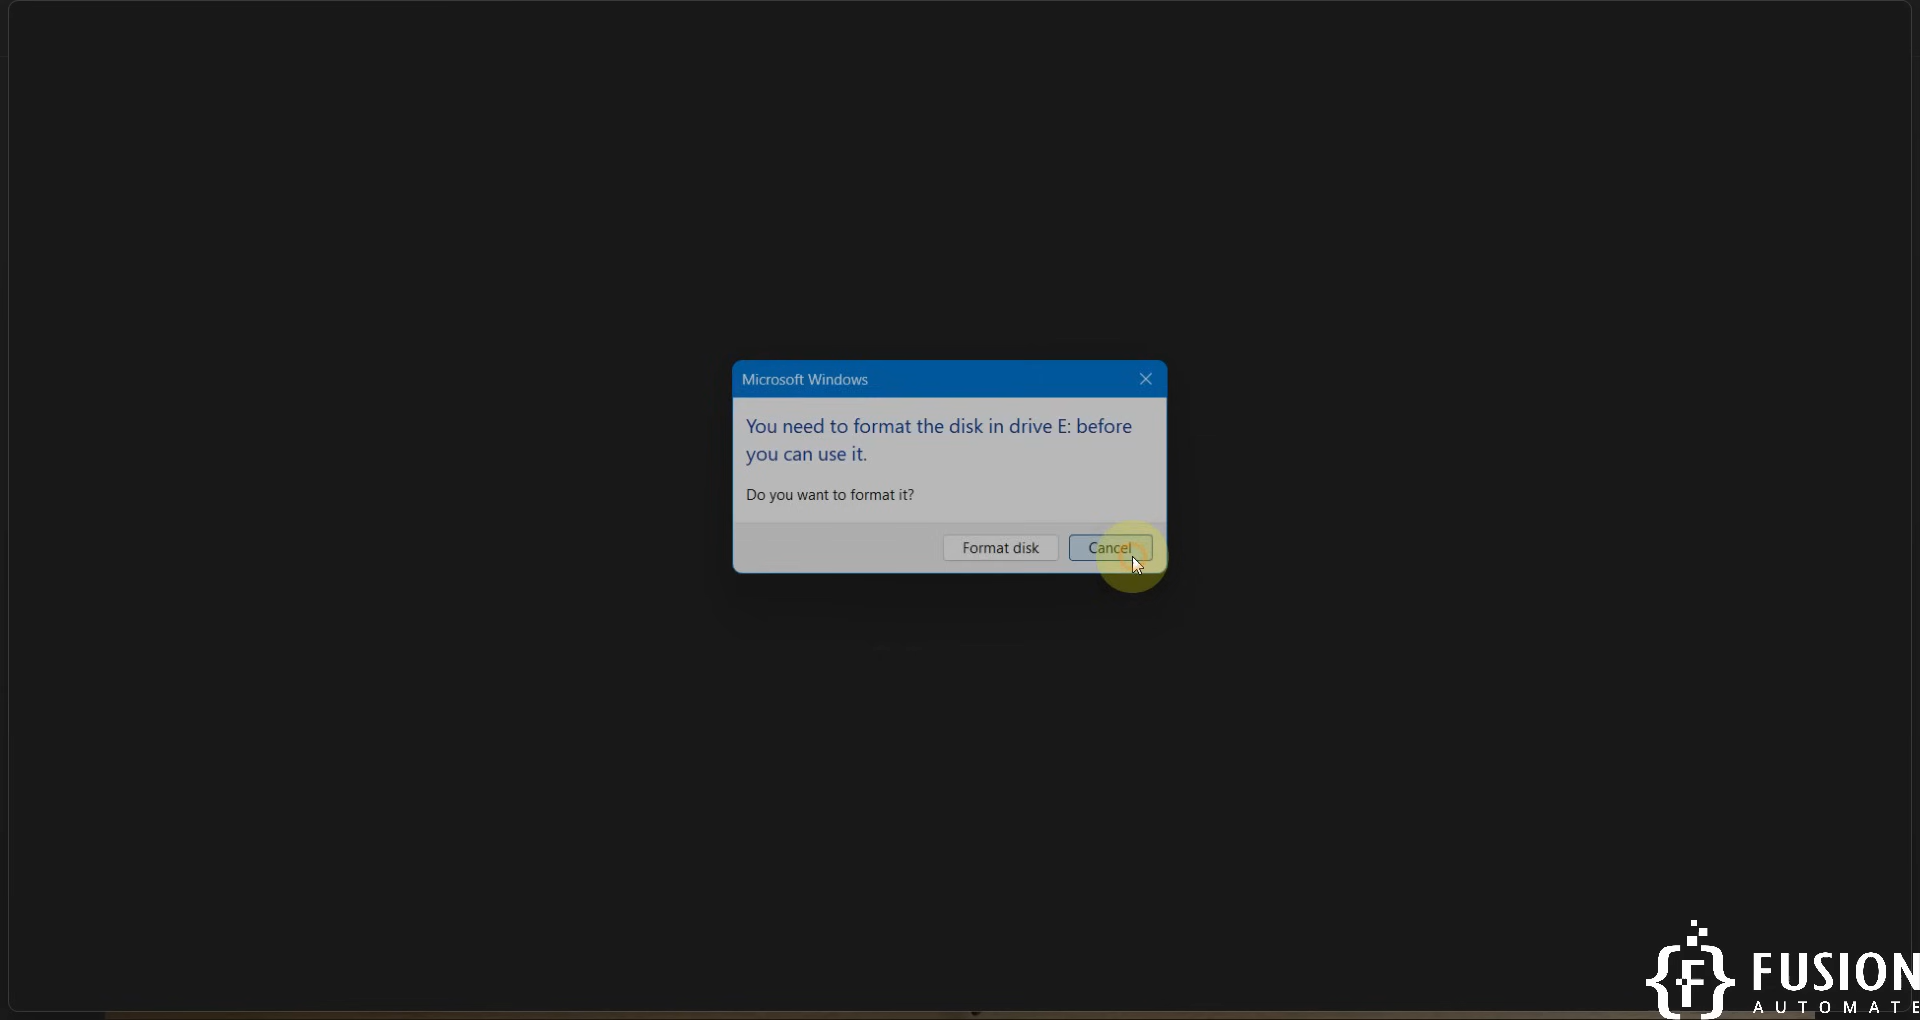 Microsoft Windows
You need to format the disk in drive E: before
you can use it.
Do you want to format it?
Format disk
Cancel
{F} FUSION
AUTOMATE